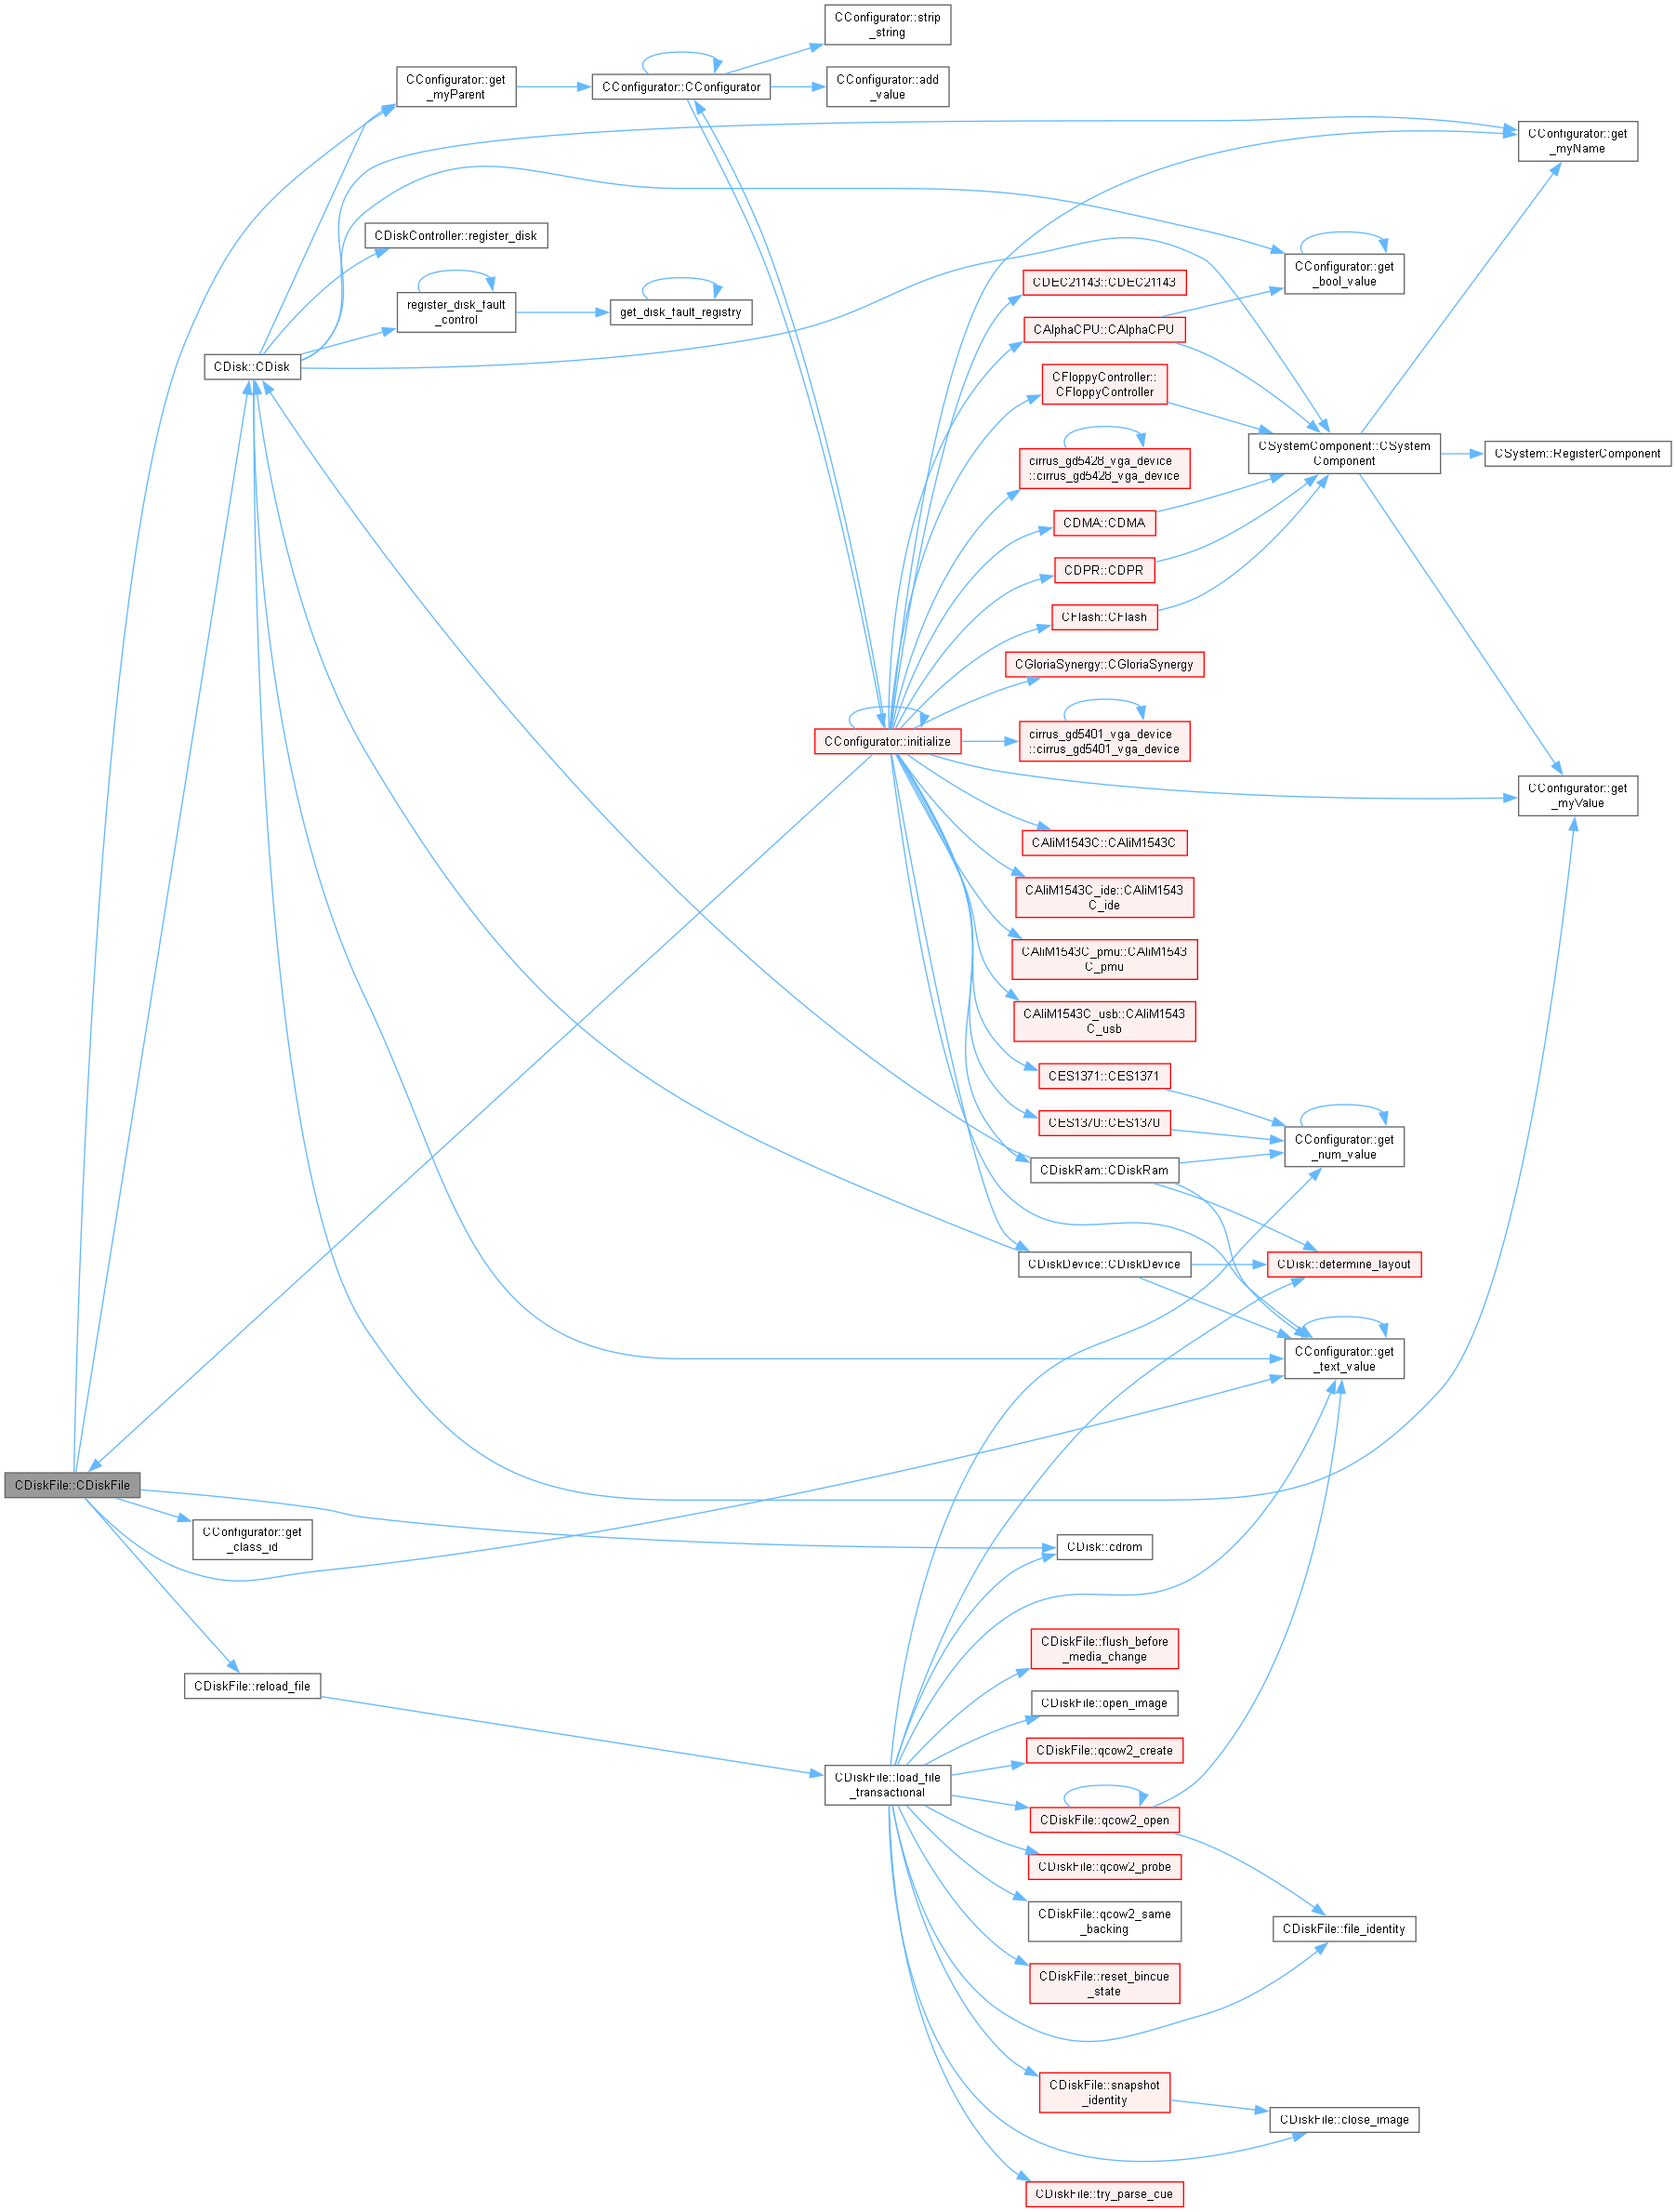 CConfigurator::strip
_string
CConfigurator::get
_myParent
CConfigurator::CConfigurator
CConfigurator::add
_value
CConfigurator::get
_myName
CDiskController::register_disk
CConfigurator::get
_bool_value
CDEC21143::CDEC21143
register_disk_fault
_control
get_disk_fault_registry
CAlphaCPU::CAlphaCPU
CDisk::CDisk
CFloppyController::
CFloppyController
CSystemComponent::CSystem
Component
CSystem::RegisterComponent
cirrus_gd5428_vga_device
::cirrus_gd5428_vga_device
CDMA::CDMA
CDPR::CDPR
CFlash::CFlash
CGloriaSynergy::CGloriaSynergy
CConfigurator::initialize
cirrus_gd5401_vga_device
::cirrus_gd5401_vga_device
CConfigurator::get
_myValue
CAliM1543C::CAliM1543C
CAliM1543C_ide::CAliM1543
C_ide
CAliM1543C_pmu::CAliM1543
C_pmu
CAliM1543C_usb::CAliM1543
C_usb
CES1371::CES1371
CES1370::CES1370
CConfigurator::get
_num_value
CDiskRam::CDiskRam
CDiskDevice::CDiskDevice
CDisk::determine_layout
CConfigurator::get
_text_value
CDiskFile::CDiskFile
CConfigurator::get
_class_id
CDisk::cdrom
CDiskFile::flush_before
_media_change
CDiskFile::reload_file
CDiskFile::open_image
CDiskFile::qcow2_create
CDiskFile::load_file
_transactional
CDiskFile::qcow2_open
CDiskFile::qcow2_probe
CDiskFile::qcow2_same
_backing
CDiskFile::file_identity
CDiskFile::reset_bincue
_state
CDiskFile::snapshot
_identity
CDiskFile::close_image
CDiskFile::try_parse_cue